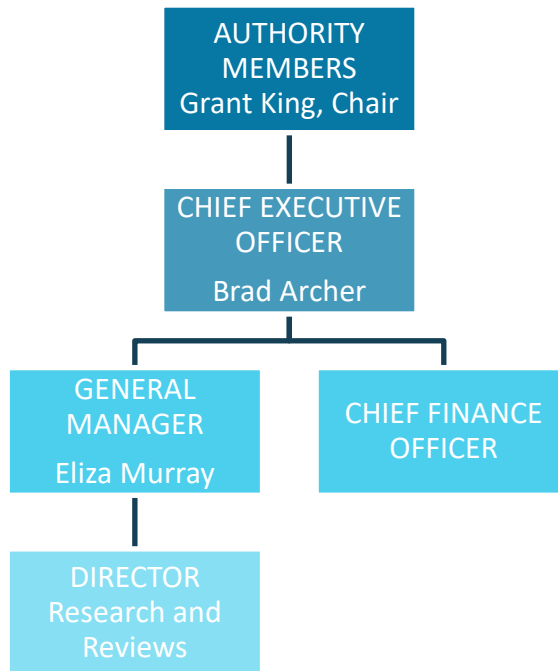 AUTHORITY
MEMBERS
Grant King, Chair
CHIEF EXECUTIVE
OFFICER
Brad Archer
GENERAL
MANAGER
Eliza Murray
CHIEF FINANCE
OFFICER
DIRECTOR
Research and
Reviews